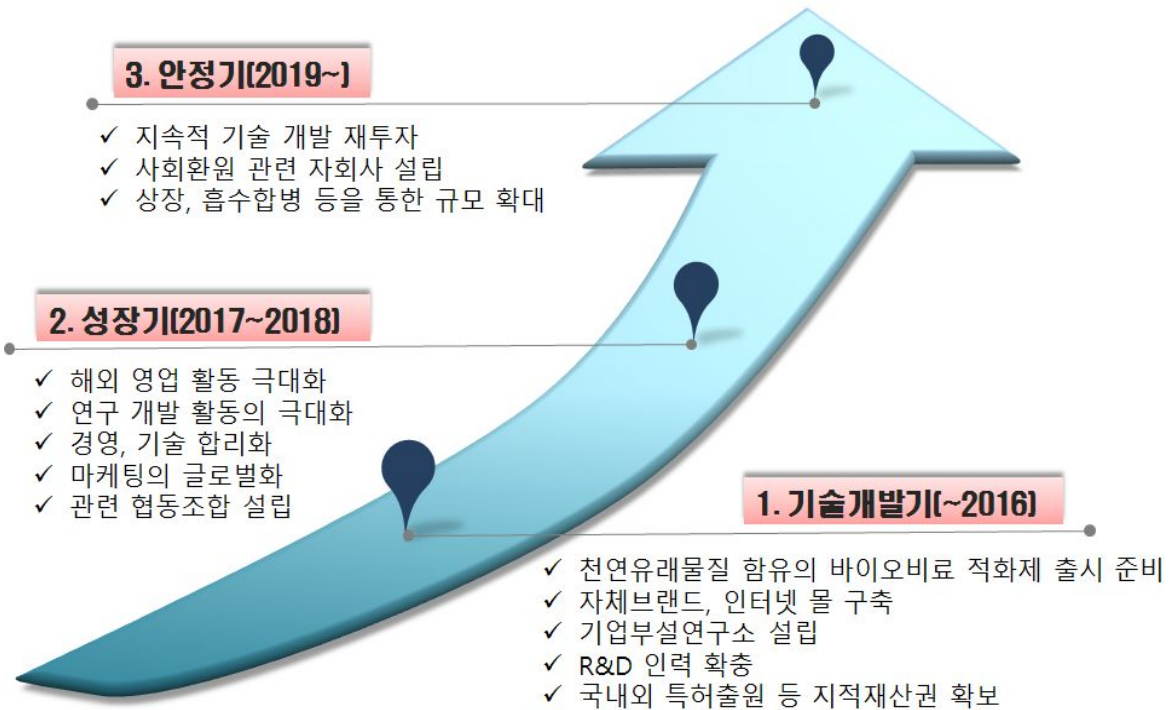 3. 안정기(2019~)
✓ 지속적 기술 개발 재투자
✓ 사회환원 관련 자회사 설립
✓ 상장, 흡수합병 등을 통한 규모 확대
2. 성장기(2017~2018)
✓ 해외 영업 활동 극대화
✓ 연구 개발 활동의 극대화
✓ 경영, 기술 합리화
✓ 마케팅의 글로벌화
✓ 관련 협동조합 설립
1. 기술개발기(~2016)
✓ 천연유래물질 함유의 바이오비료 적화제 출시 준비
✓ 자체브랜드, 인터넷 몰 구축
✓ 기업부설연구소 설립
✓ R&D 인력 확충
✓ 국내외 특허출원 등 지적재산권 확보